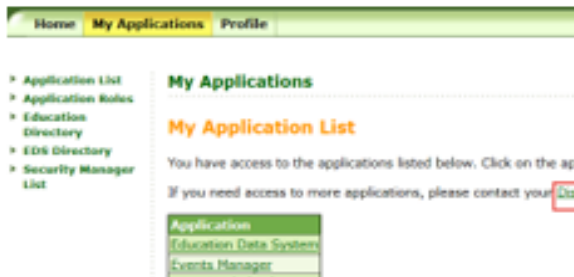 Home My Applications Profile
Application List
Application Roles
Education
Directory
EDS Directory
Security Manager
List
My Applications
My Application List
You have access to the applications listed below. Click on the ap
If you need access to more applications, please contact your Dis
Application
Education Data System
Events Manager